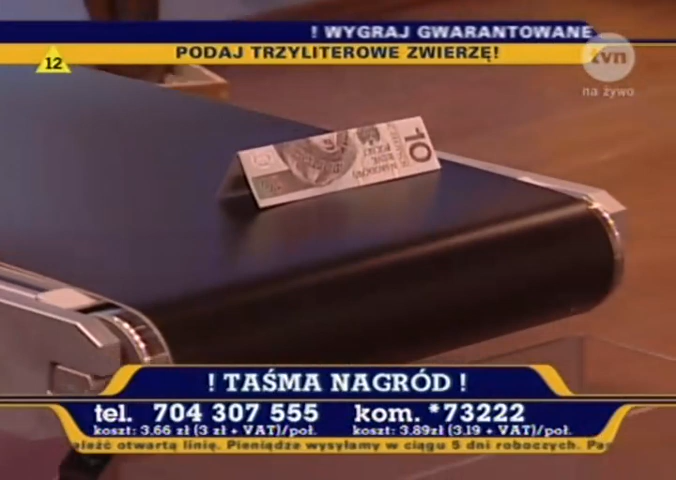 ! WYGRAJ GWARANTOWANE
PODAJ TRZYLITEROWE ZWIERZĘ!
12
tvn
na żywo
10
! TAŚMA NAGRÓD !
tel. 704 307 555 kom. *73222
koszt: 3.66 zł (3 zł + VAT)/poł. koszt: 3.89zł (3.19 + VAT)/poł.
otwartą linię. Pieniądze wysyłamy w ciągu 5 dni roboczych.